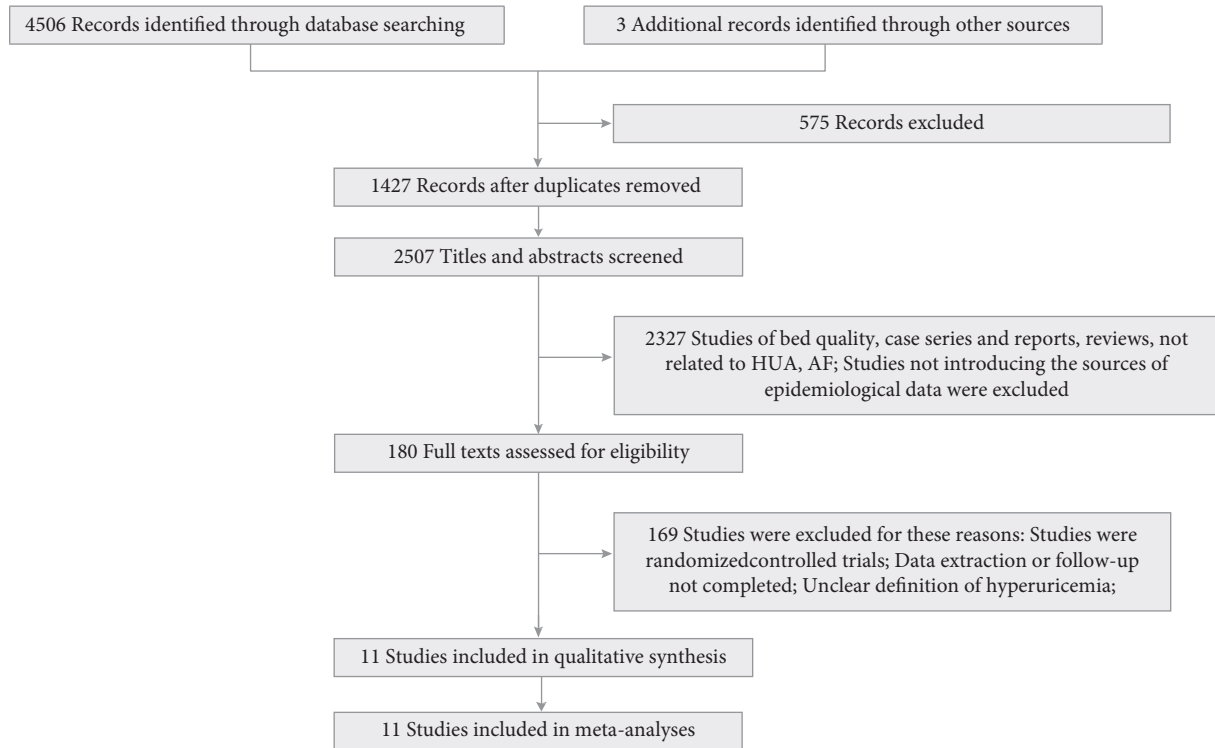 4506 Records identified through database searching
3 Additional records identified through other sources
575 Records excluded
1427 Records after duplicates removed
2507 Titles and abstracts screened
2327 Studies of bed quality, case series and reports, reviews, not
related to HUA, AF; Studies not introducing the sources of
epidemiological data were excluded
180 Full texts assessed for eligibility
169 Studies were excluded for these reasons: Studies were
randomizedcontrolled trials; Data extraction or follow-up
not completed; Unclear definition of hyperuricemia;
11 Studies included in qualitative synthesis
11 Studies included in meta-analyses